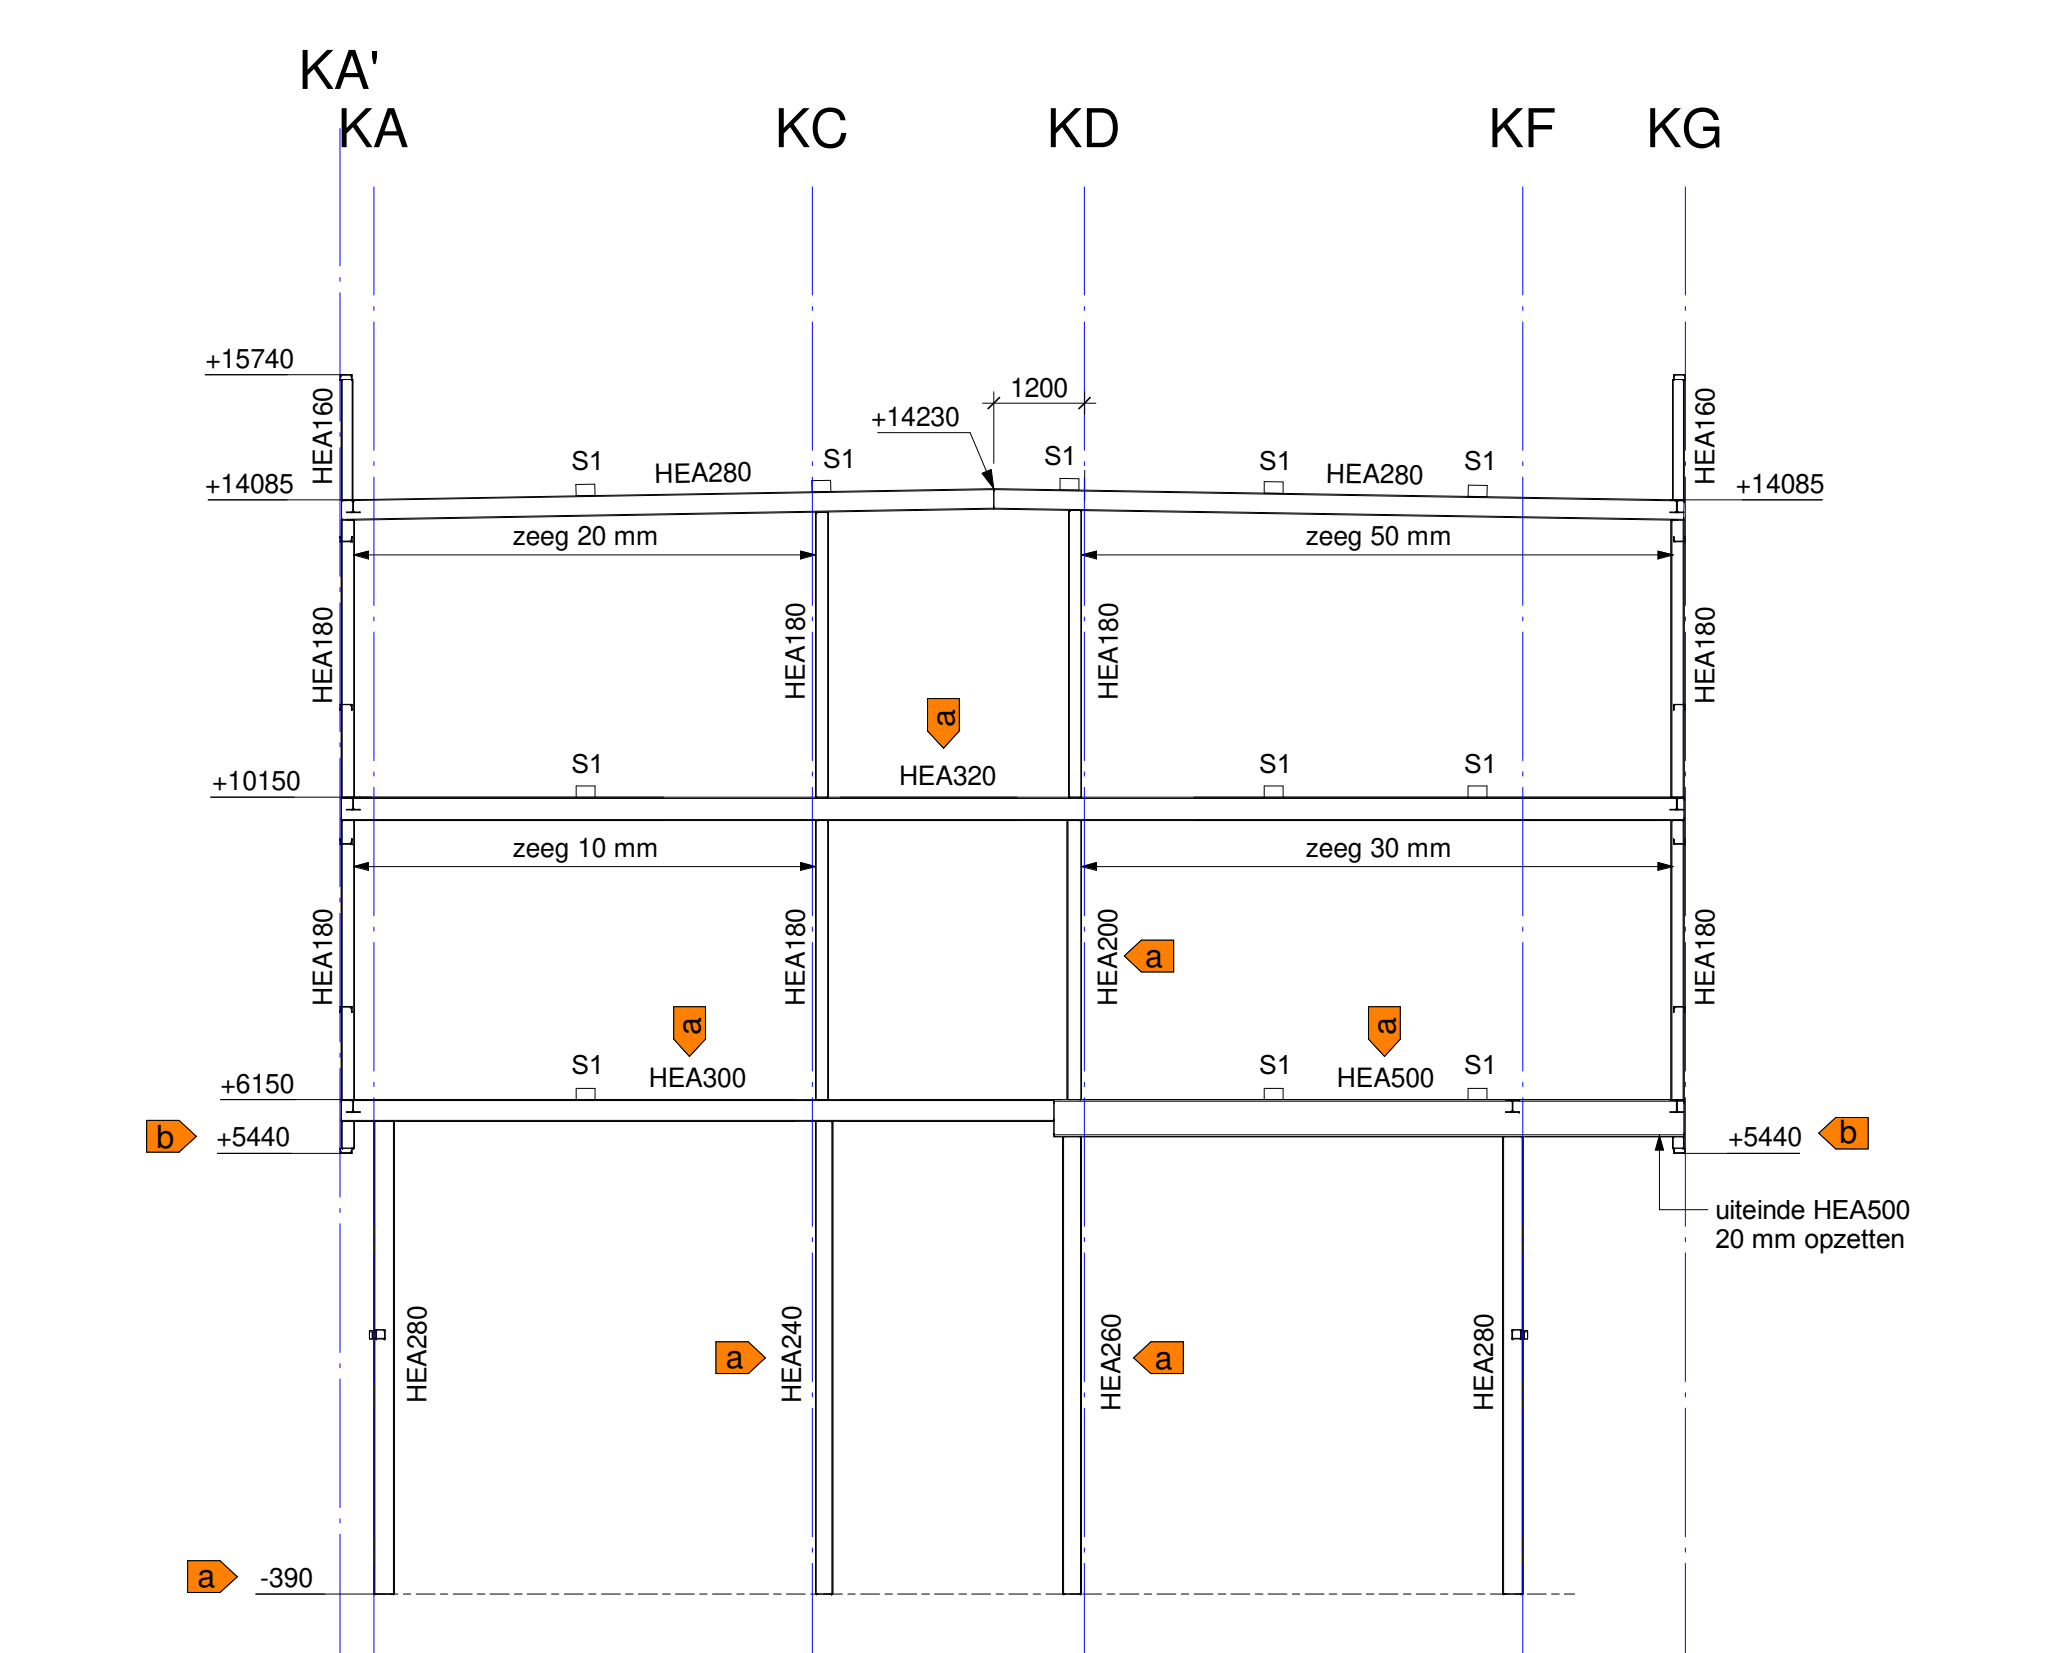 KA'
KA
KC
KD
KF
KG
+15740
1200
+14230
HEA160
HEA160
S1
HEA280
S1
S1
S1
HEA280
S1
+14085
+14085
zeeg 20 mm
zeeg 50 mm
HEA180
HEA180
HEA180
HEA180
a
S1
HEA320
S1
S1
+10150
zeeg 10 mm
zeeg 30 mm
HEA180
HEA180
HEA200
a
HEA180
a
a
S1
HEA300
S1
HEA500
S1
+6150
b
+5440
+5440
b
uiteinde HEA500
20 mm opzetten
HEA280
a
HEA240
HEA260
a
HEA280
a
-390